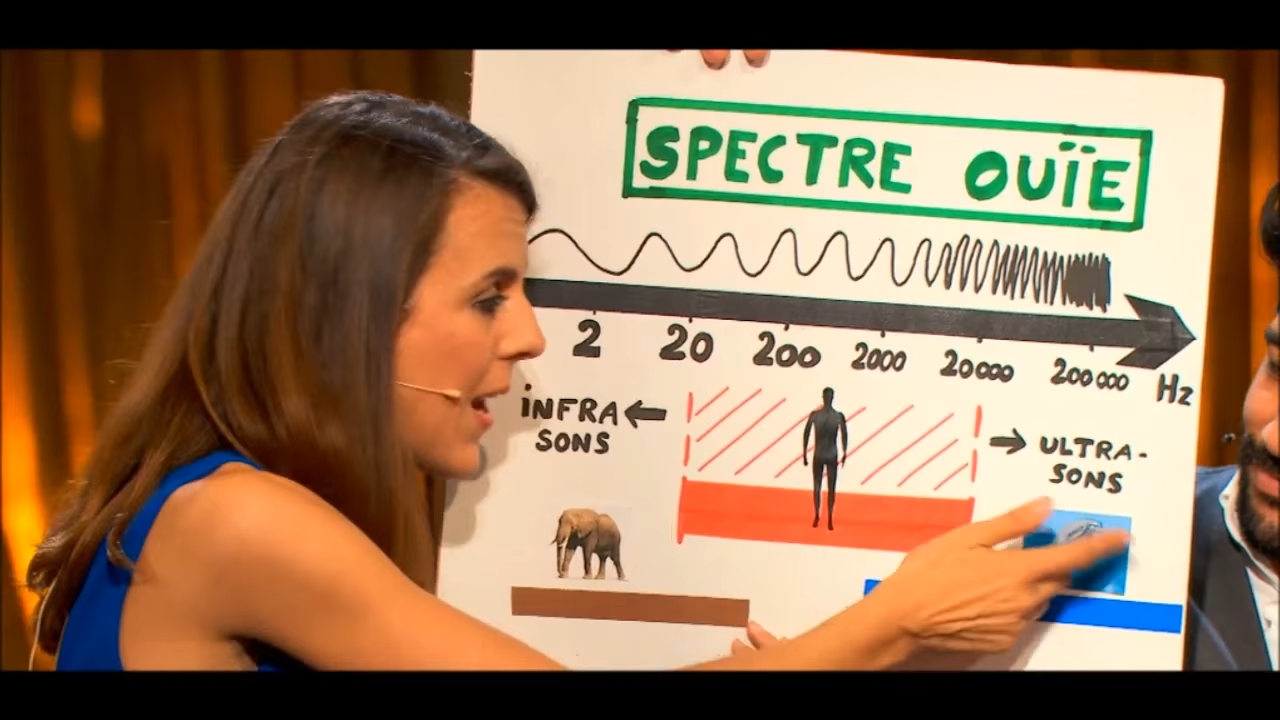 SPECTRE OUÏE
2 20 200 2000 20000 200000 Hz
iNFRA
SONS
ULTRA-
SONS